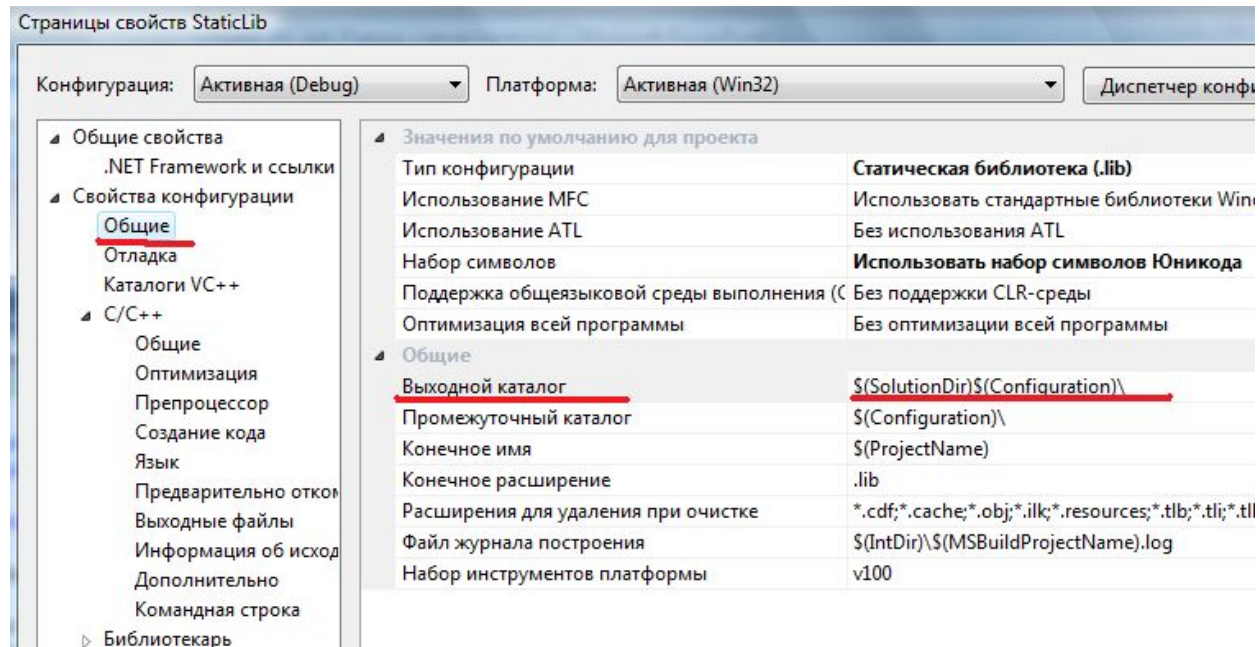 Страницы свойств StaticLib
Конфигурация: Активная (Debug) Платформа: Активная (Win32) Диспетчер
Общие свойства
.NET Framework и ссылки
Свойства конфигурации
Общие
Отладка
Каталоги VC++
C/C++
Общие
Оптимизация
Препроцессор
Создание кода
Язык
Предварительно
Выходные файлы
Информация об
Дополнительно
Командная строка
Библиотекарь
Значения по умолчанию для проекта
Тип конфигурации Статическая библиотека (.lib)
Использование MFC Использовать стандартные библиотеки
Использование ATL Без использования ATL
Набор символов Использовать набор символов Юникода
Поддержка общеязыковой среды выполнения Без поддержки CLR-среды
Оптимизация всей программы Без оптимизации всей программы
Общие
Выходной каталог $(SolutionDir)$(Configuration)\
Промежуточный каталог $(Configuration)\
Конечное имя $(ProjectName)
Конечное расширение .lib
Расширения для удаления при очистке *.cdf;*.cache;*.obj;*.ilk;*.resources;*.tlb;*.tli;
Файл журнала построения $(IntDir)\$(MSBuildProjectName).log
Набор инструментов платформы v100